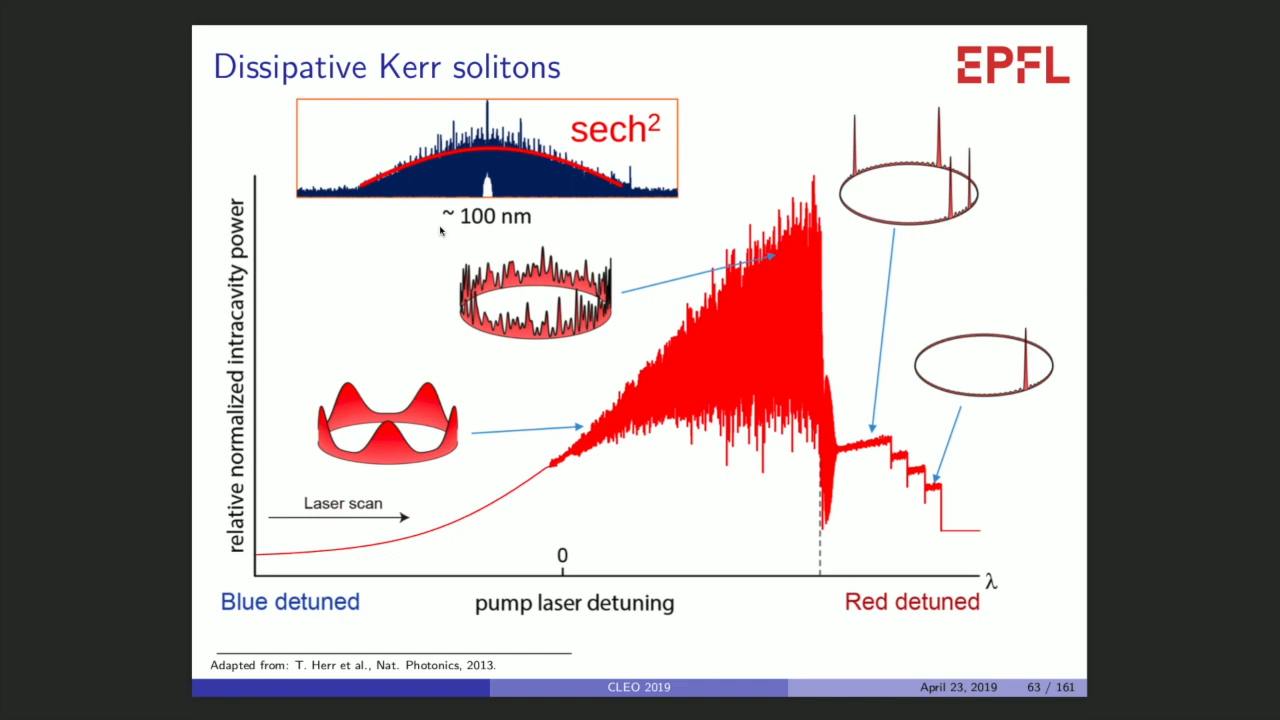 Dissipative Kerr solitons
EPFL
sech²
~ 100 nm
relative normalized intracavity power
Laser scan
0
λ
Blue detuned
pump laser detuning
Red detuned
Adapted from: T. Herr et al., Nat. Photonics, 2013.
CLEO 2019
April 23, 2019
63 / 161